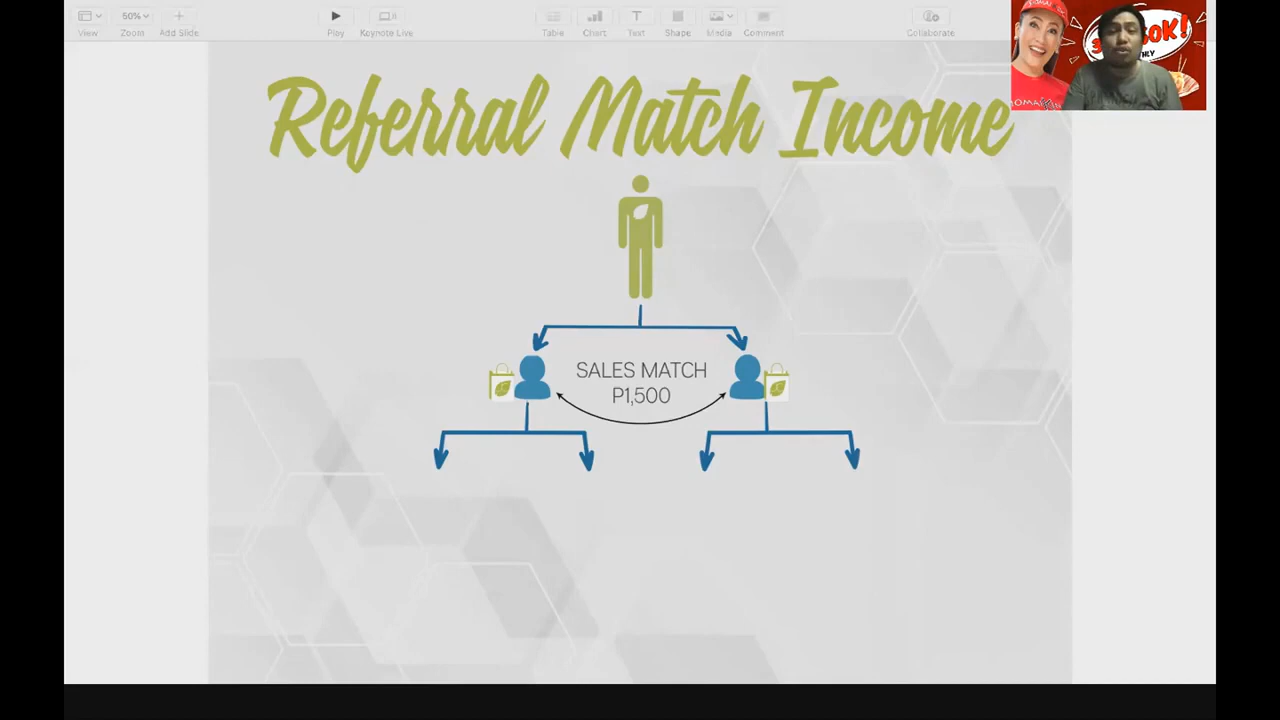 50%
View
Zoom
Add Slide
Play
Keynote Live
Table
Chart
Text
Shape
Media
Comment
Collaborate
Referral Match Income
SALES MATCH
P1,500